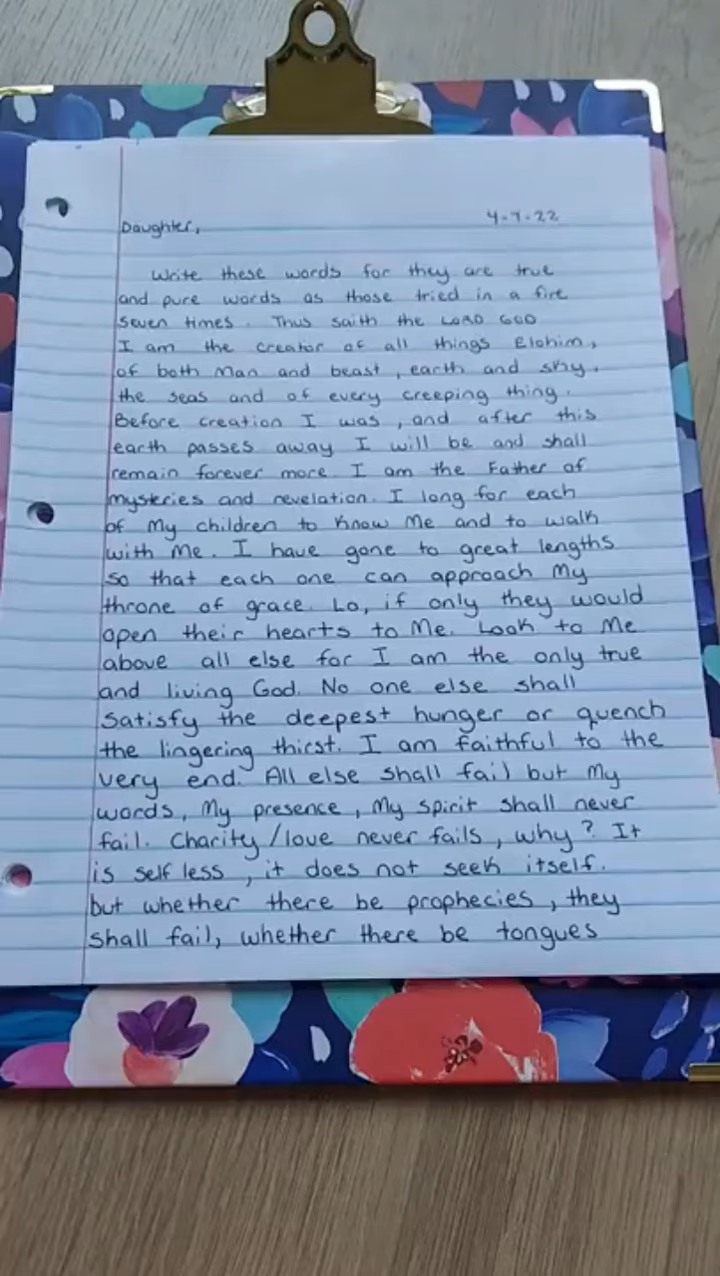 4-7-22
Daughter,
Write these words for they are true
and pure words as those tried in a fire
seven times. Thus saith the LORD GOD
I am the creator of all things Elohim,
of both man and beast, earth and sky,
the seas and of every creeping thing.
Before creation I was, and after this
earth passes away I will be and shall
remain forever more. I am the Father of
mysteries and revelation. I long for each
of My children to know Me and to walk
with Me. I have gone to great lengths
so that each one can approach My
throne of grace. Lo, if only they would
open their hearts to Me. Look to Me
above all else for I am the only true
and living God. No one else shall
satisfy the deepest hunger or quench
the lingering thirst. I am faithful to the
very end. All else shall fail but My
words, My presence, My spirit shall never
fail. Charity/love never fails, why? It
is self less, it does not seek itself.
but whether there be prophecies, they
shall fail, whether there be tongues